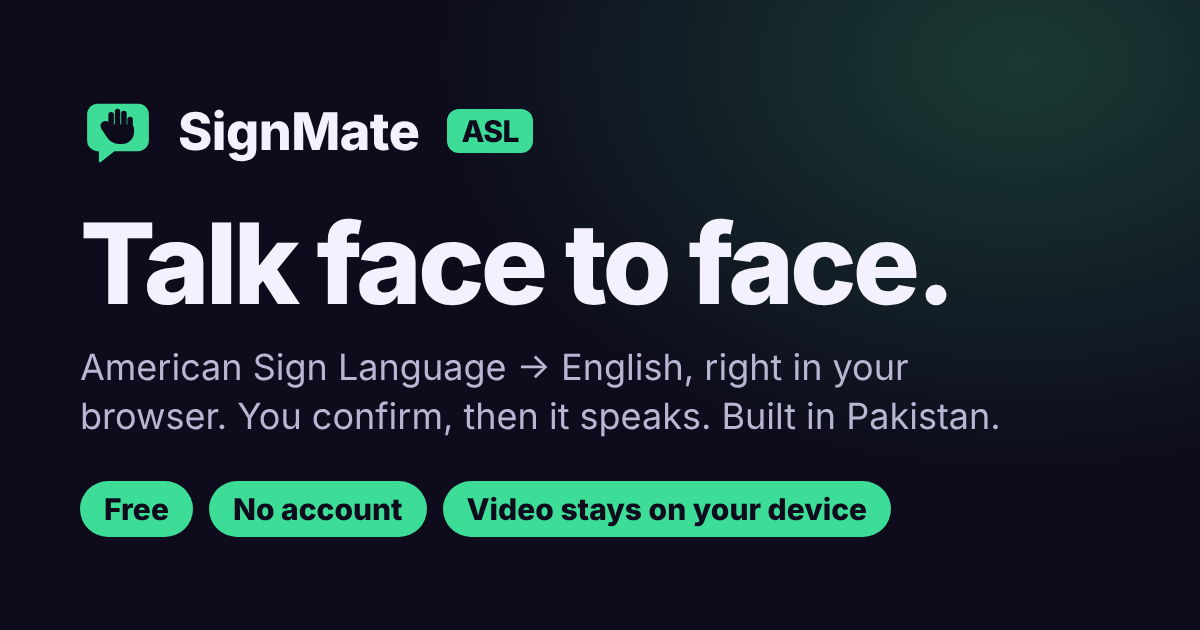 SignMate ASL
Talk face to face.
American Sign Language → English, right in your
browser. You confirm, then it speaks. Built in Pakistan.
Free No account Video stays on your device